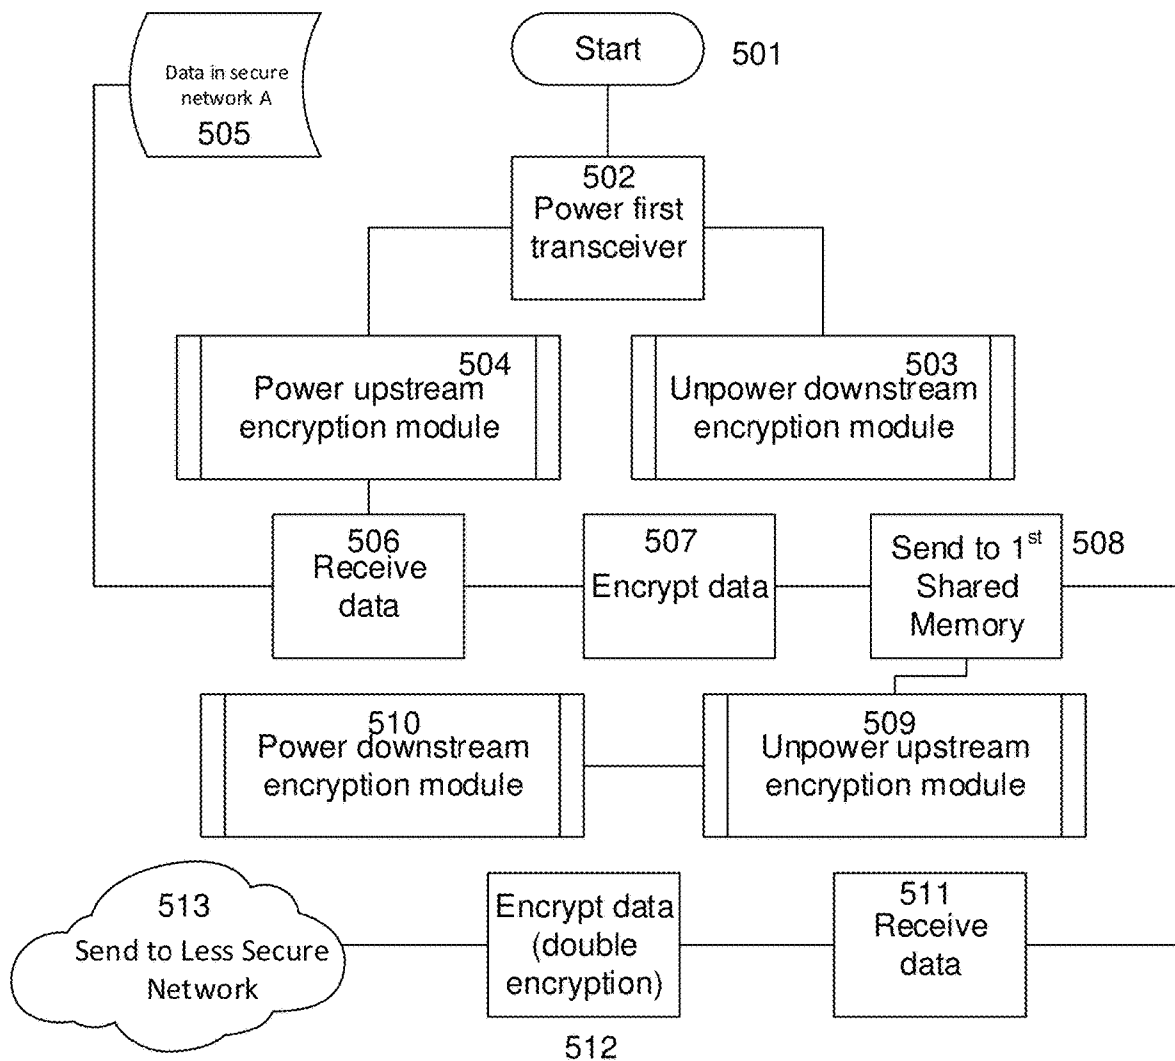 Data in secure
network A
505
Start
501
502
Power first
transceiver
504
Power upstream
encryption module
503
Unpower downstream
encryption module
506
Receive
data
507
Encrypt data
Send to 1st
Shared
Memory
508
510
Power downstream
encryption module
509
Unpower upstream
encryption module
513
Send to Less Secure
Network
Encrypt data
(double
encryption)
512
511
Receive
data